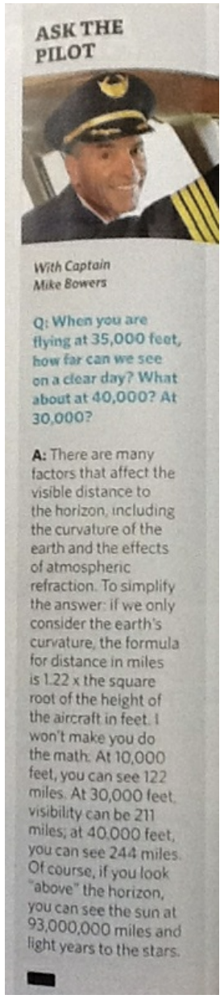 ASK THE
PILOT
With Captain
Mike Bowers
Q: When you are
flying at 35,000 feet,
how far can we see
on a clear day? What
about at 40,000? At
30,000?
A: There are many
factors that affect the
visible distance to
the horizon, including
the curvature of the
earth and the effects
of atmospheric
refraction. To simplify
the answer: if we only
consider the earth's
curvature, the formula
for distance in miles
is 1.22 x the square
root of the height of
the aircraft in feet. I
won't make you do
the math. At 10,000
feet, you can see 122
miles. At 30,000 feet,
visibility can be 211
miles; at 40,000 feet,
you can see 244 miles.
Of course, if you look
"above" the horizon,
you can see the sun at
93,000,000 miles and
light years to the stars.